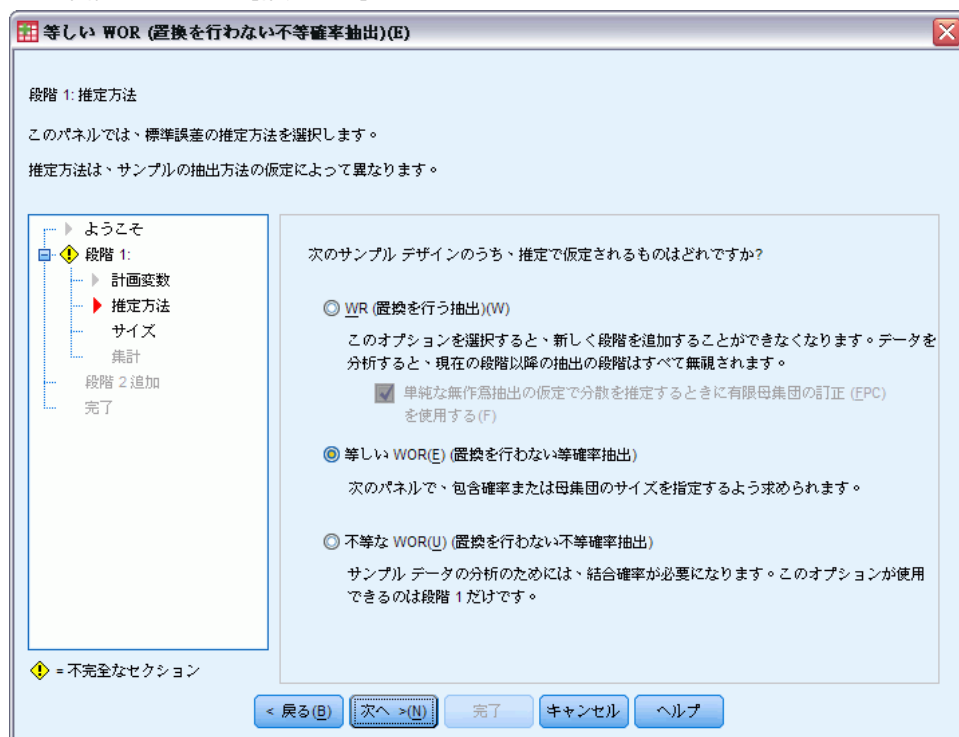 等しい WOR (置換を行わない不等確率抽出)(E)
段階 1: 推定方法
このパネルでは、標準誤差の推定方法を選択します。
推定方法は、サンプルの抽出方法の仮定によって異なります。
ようこそ
段階 1:
計画変数
推定方法
サイズ
集計
段階 2 追加
完了
= 不完全なセクション
次のサンプル デザインのうち、推定で仮定されるものはどれですか?
WR (置換を行う抽出)(W)
このオプションを選択すると、新しく段階を追加することができなくなります。データを
分析すると、現在の段階以降の抽出の段階はすべて無視されます。
単純な無作為抽出の仮定で分散を推定するときに有限母集団の訂正 (FPC)
を使用する(F)
等しい WOR(E) (置換を行わない等確率抽出)
次のパネルで、包含確率または母集団のサイズを指定するよう求められます。
不等な WOR(U) (置換を行わない不等確率抽出)
サンプル データの分析のためには、結合確率が必要になります。このオプションが使用
できるのは段階 1 だけです。
< 戻る(B)
次へ >(N)
完了
キャンセル
ヘルプ